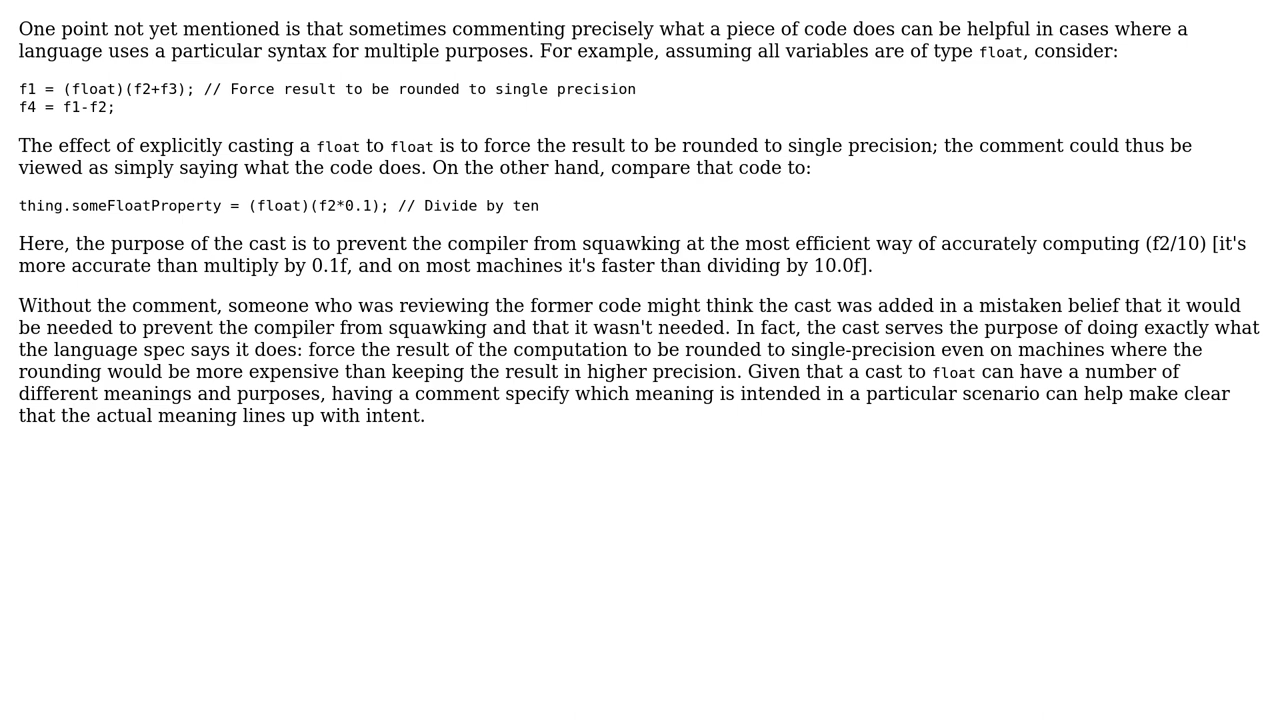 One point not yet mentioned is that sometimes commenting precisely what a piece of code does can be helpful in cases where a
language uses a particular syntax for multiple purposes. For example, assuming all variables are of type float, consider:
f1 = (float)(f2+f3); // Force result to be rounded to single precision
f4 = f1-f2;
The effect of explicitly casting a float to float is to force the result to be rounded to single precision; the comment could thus be
viewed as simply saying what the code does. On the other hand, compare that code to:
thing.someFloatProperty = (float)(f2*0.1); // Divide by ten
Here, the purpose of the cast is to prevent the compiler from squawking at the most efficient way of accurately computing (f2/10) [it's
more accurate than multiply by 0.1f, and on most machines it's faster than dividing by 10.0f].
Without the comment, someone who was reviewing the former code might think the cast was added in a mistaken belief that it would
be needed to prevent the compiler from squawking and that it wasn't needed. In fact, the cast serves the purpose of doing exactly what
the language spec says it does: force the result of the computation to be rounded to single-precision even on machines where the
rounding would be more expensive than keeping the result in higher precision. Given that a cast to float can have a number of
different meanings and purposes, having a comment specify which meaning is intended in a particular scenario can help make clear
that the actual meaning lines up with intent.